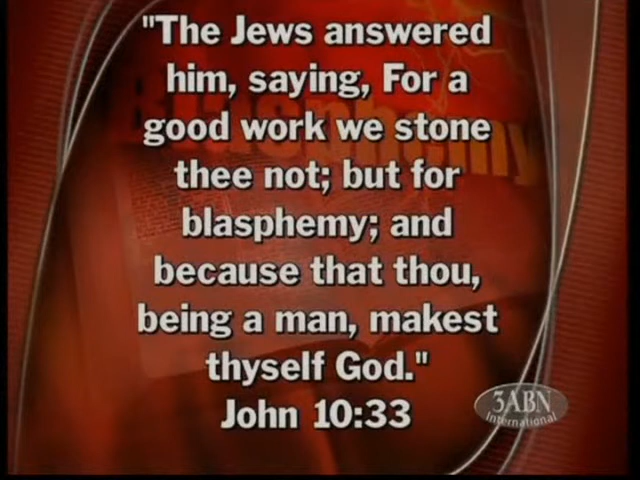 "The Jews answered
him, saying, For a
good work we stone
thee not; but for
blasphemy; and
because that thou,
being a man, makest
thyself God."
John 10:33
Blasphemy
3ABN
International